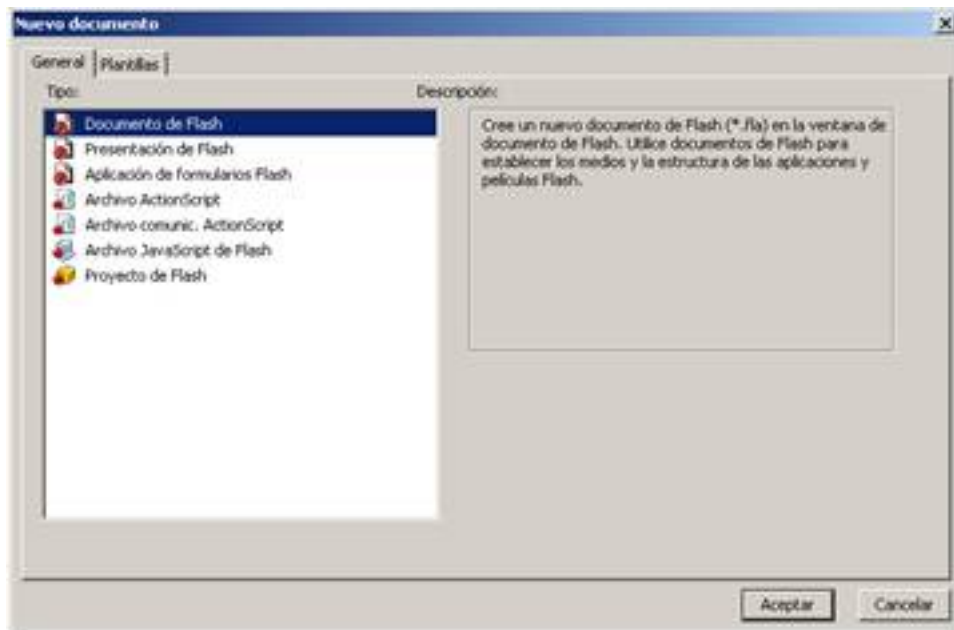 Nuevo documento
General
Plantillas
Tipo:
Descripción:
Documento de Flash
Presentación de Flash
Aplicación de formularios Flash
Archivo ActionScript
Archivo comunic. ActionScript
Archivo JavaScript de Flash
Proyecto de Flash
Cree un nuevo documento de Flash (*.fla) en la ventana de
documento de Flash. Utilice documentos de Flash para
establecer los medios y la estructura de las aplicaciones y
películas Flash.
Aceptar
Cancelar